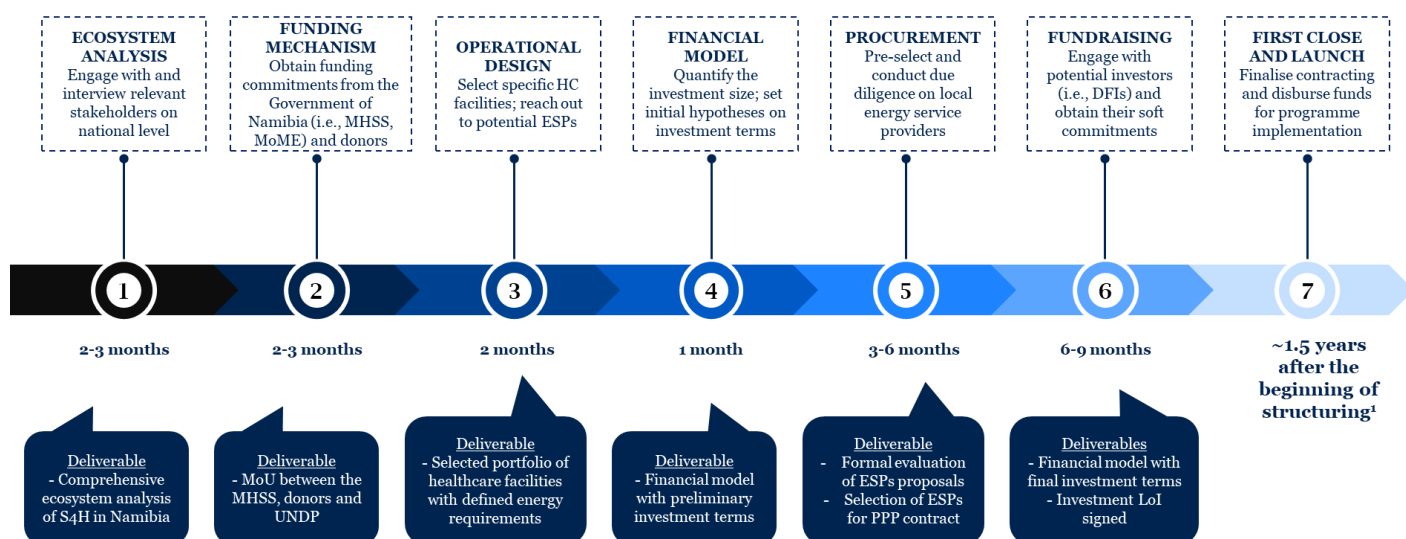 ECOSYSTEM
ANALYSIS
Engage with and
interview relevant
stakeholders on
national level
FUNDING
MECHANISM
Obtain funding
commitments from the
Government of
Namibia (i.e., MHSS,
MoME) and donors
OPERATIONAL
DESIGN
Select specific HC
facilities; reach out
to potential ESPs
FINANCIAL
MODEL
Quantify the
investment size; set
initial hypotheses on
investment terms
PROCUREMENT
Pre-select and
conduct due
diligence on local
energy service
providers
FUNDRAISING
Engage with
potential investors
(i.e., DFIs) and
obtain their soft
commitments
FIRST CLOSE
AND LAUNCH
Finalise contracting
and disburse funds
for programme
implementation
1
2
3
4
5
6
7
2-3 months
2-3 months
2 months
1 month
3-6 months
6-9 months
~1.5 years
after the
beginning of
structuring¹
Deliverable
- Comprehensive
ecosystem analysis
of S4H in Namibia
Deliverable
- MoU between the
MHSS, donors and
UNDP
Deliverable
- Selected portfolio of
healthcare facilities
with defined energy
requirements
Deliverable
- Financial model
with preliminary
investment terms
Deliverable
- Formal evaluation
of ESPs proposals
- Selection of ESPs
for PPP contract
Deliverables
- Financial model with
final investment terms
- Investment LoI
signed